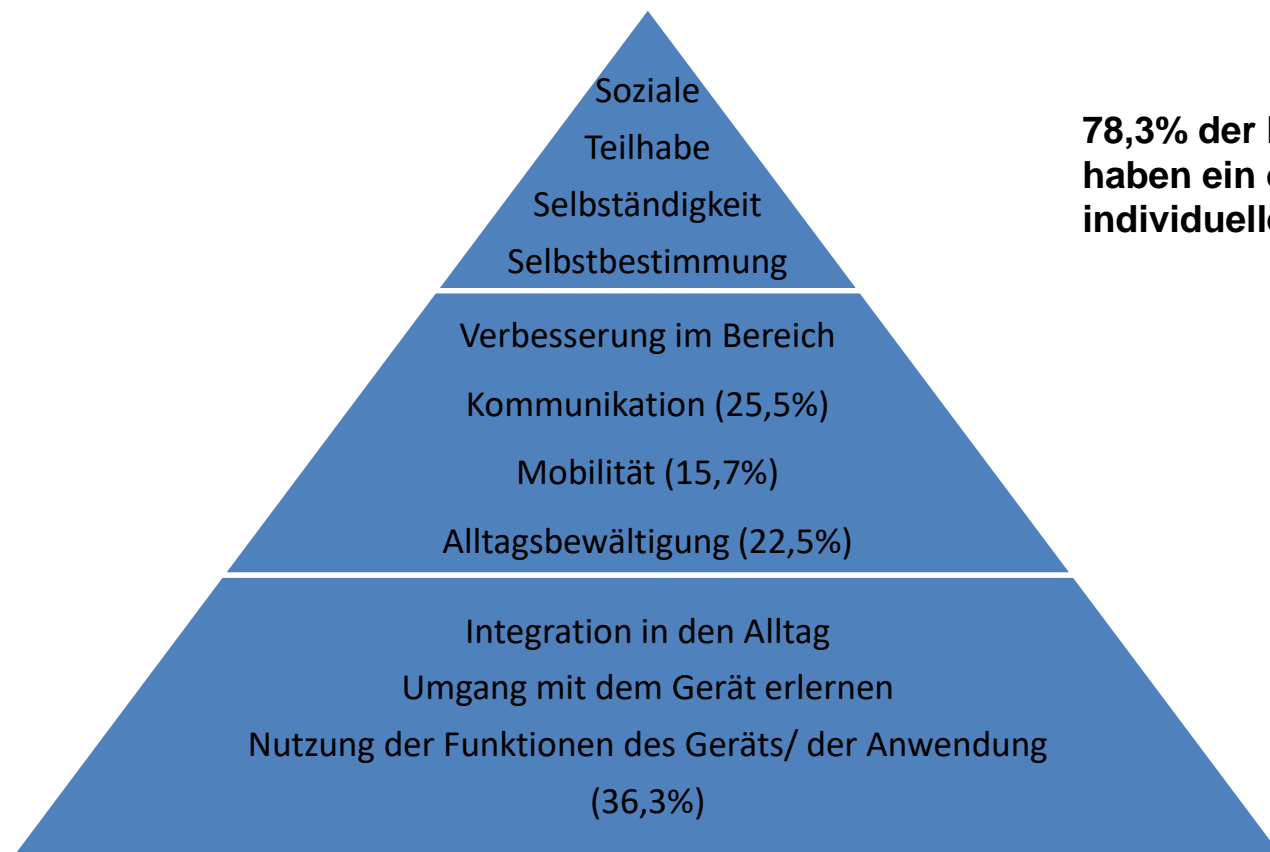 Soziale
Teilhabe
Selbständigkeit
Selbstbestimmung
78,3% der
haben ein
individuell
Verbesserung im Bereich
Kommunikation (25,5%)
Mobilität (15,7%)
Alltagsbewältigung (22,5%)
Integration in den Alltag
Umgang mit dem Gerät erlernen
Nutzung der Funktionen des Geräts/ der Anwendung
(36,3%)